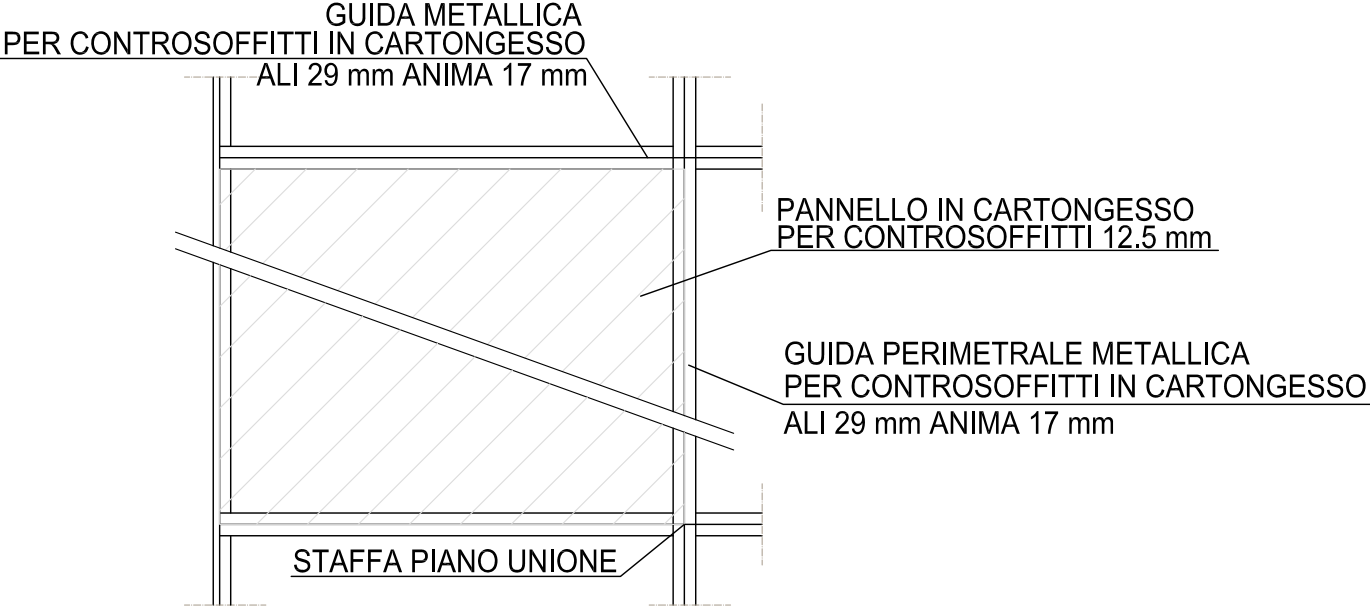 GUIDA METALLICA
PER CONTROSOFFITTI IN CARTONGESSO
ALI 29 mm ANIMA 17 mm
PANNELLO IN CARTONGESSO
PER CONTROSOFFITTI 12.5 mm
GUIDA PERIMETRALE METALLICA
PER CONTROSOFFITTI IN CARTONGESSO
ALI 29 mm ANIMA 17 mm
STAFFA PIANO UNIONE